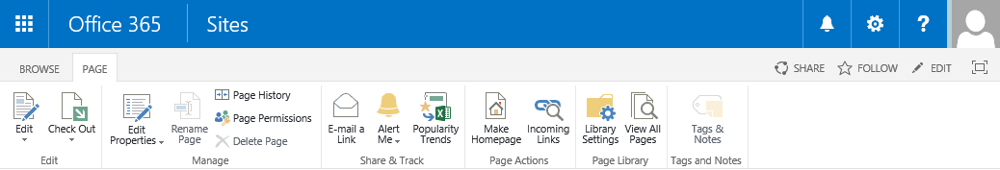 Office 365 Sites ?
BROWSE PAGE SHARE FOLLOW EDIT
Edit
Check Out
Edit
Properties
Rename
Page
Page History
Page Permissions
Delete Page
E-mail a
Link
Alert
Me
Popularity
Trends
Make
Homepage
Incoming
Links
Library
Settings
View All
Pages
Tags &
Notes
Edit Manage Share & Track Page Actions Page Library Tags and Notes